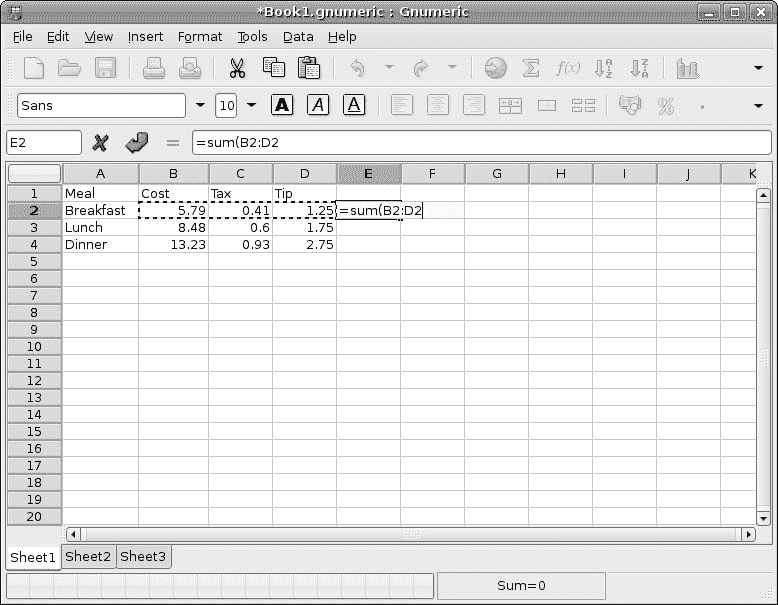 *Book1.gnumeric : Gnumeric
File Edit View Insert Format Tools Data Help
f(x) A Z Z A
Sans 10 A A A %
E2 = =sum(B2:D2
A B C D E F G H I J K
1 Meal Cost Tax Tip
2 Breakfast 5.79 0.41 1.25 =sum(B2:D2
3 Lunch 8.48 0.6 1.75
4 Dinner 13.23 0.93 2.75
5
6
7
8
9
10
11
12
13
14
15
16
17
18
19
20
Sheet1 Sheet2 Sheet3
Sum=0